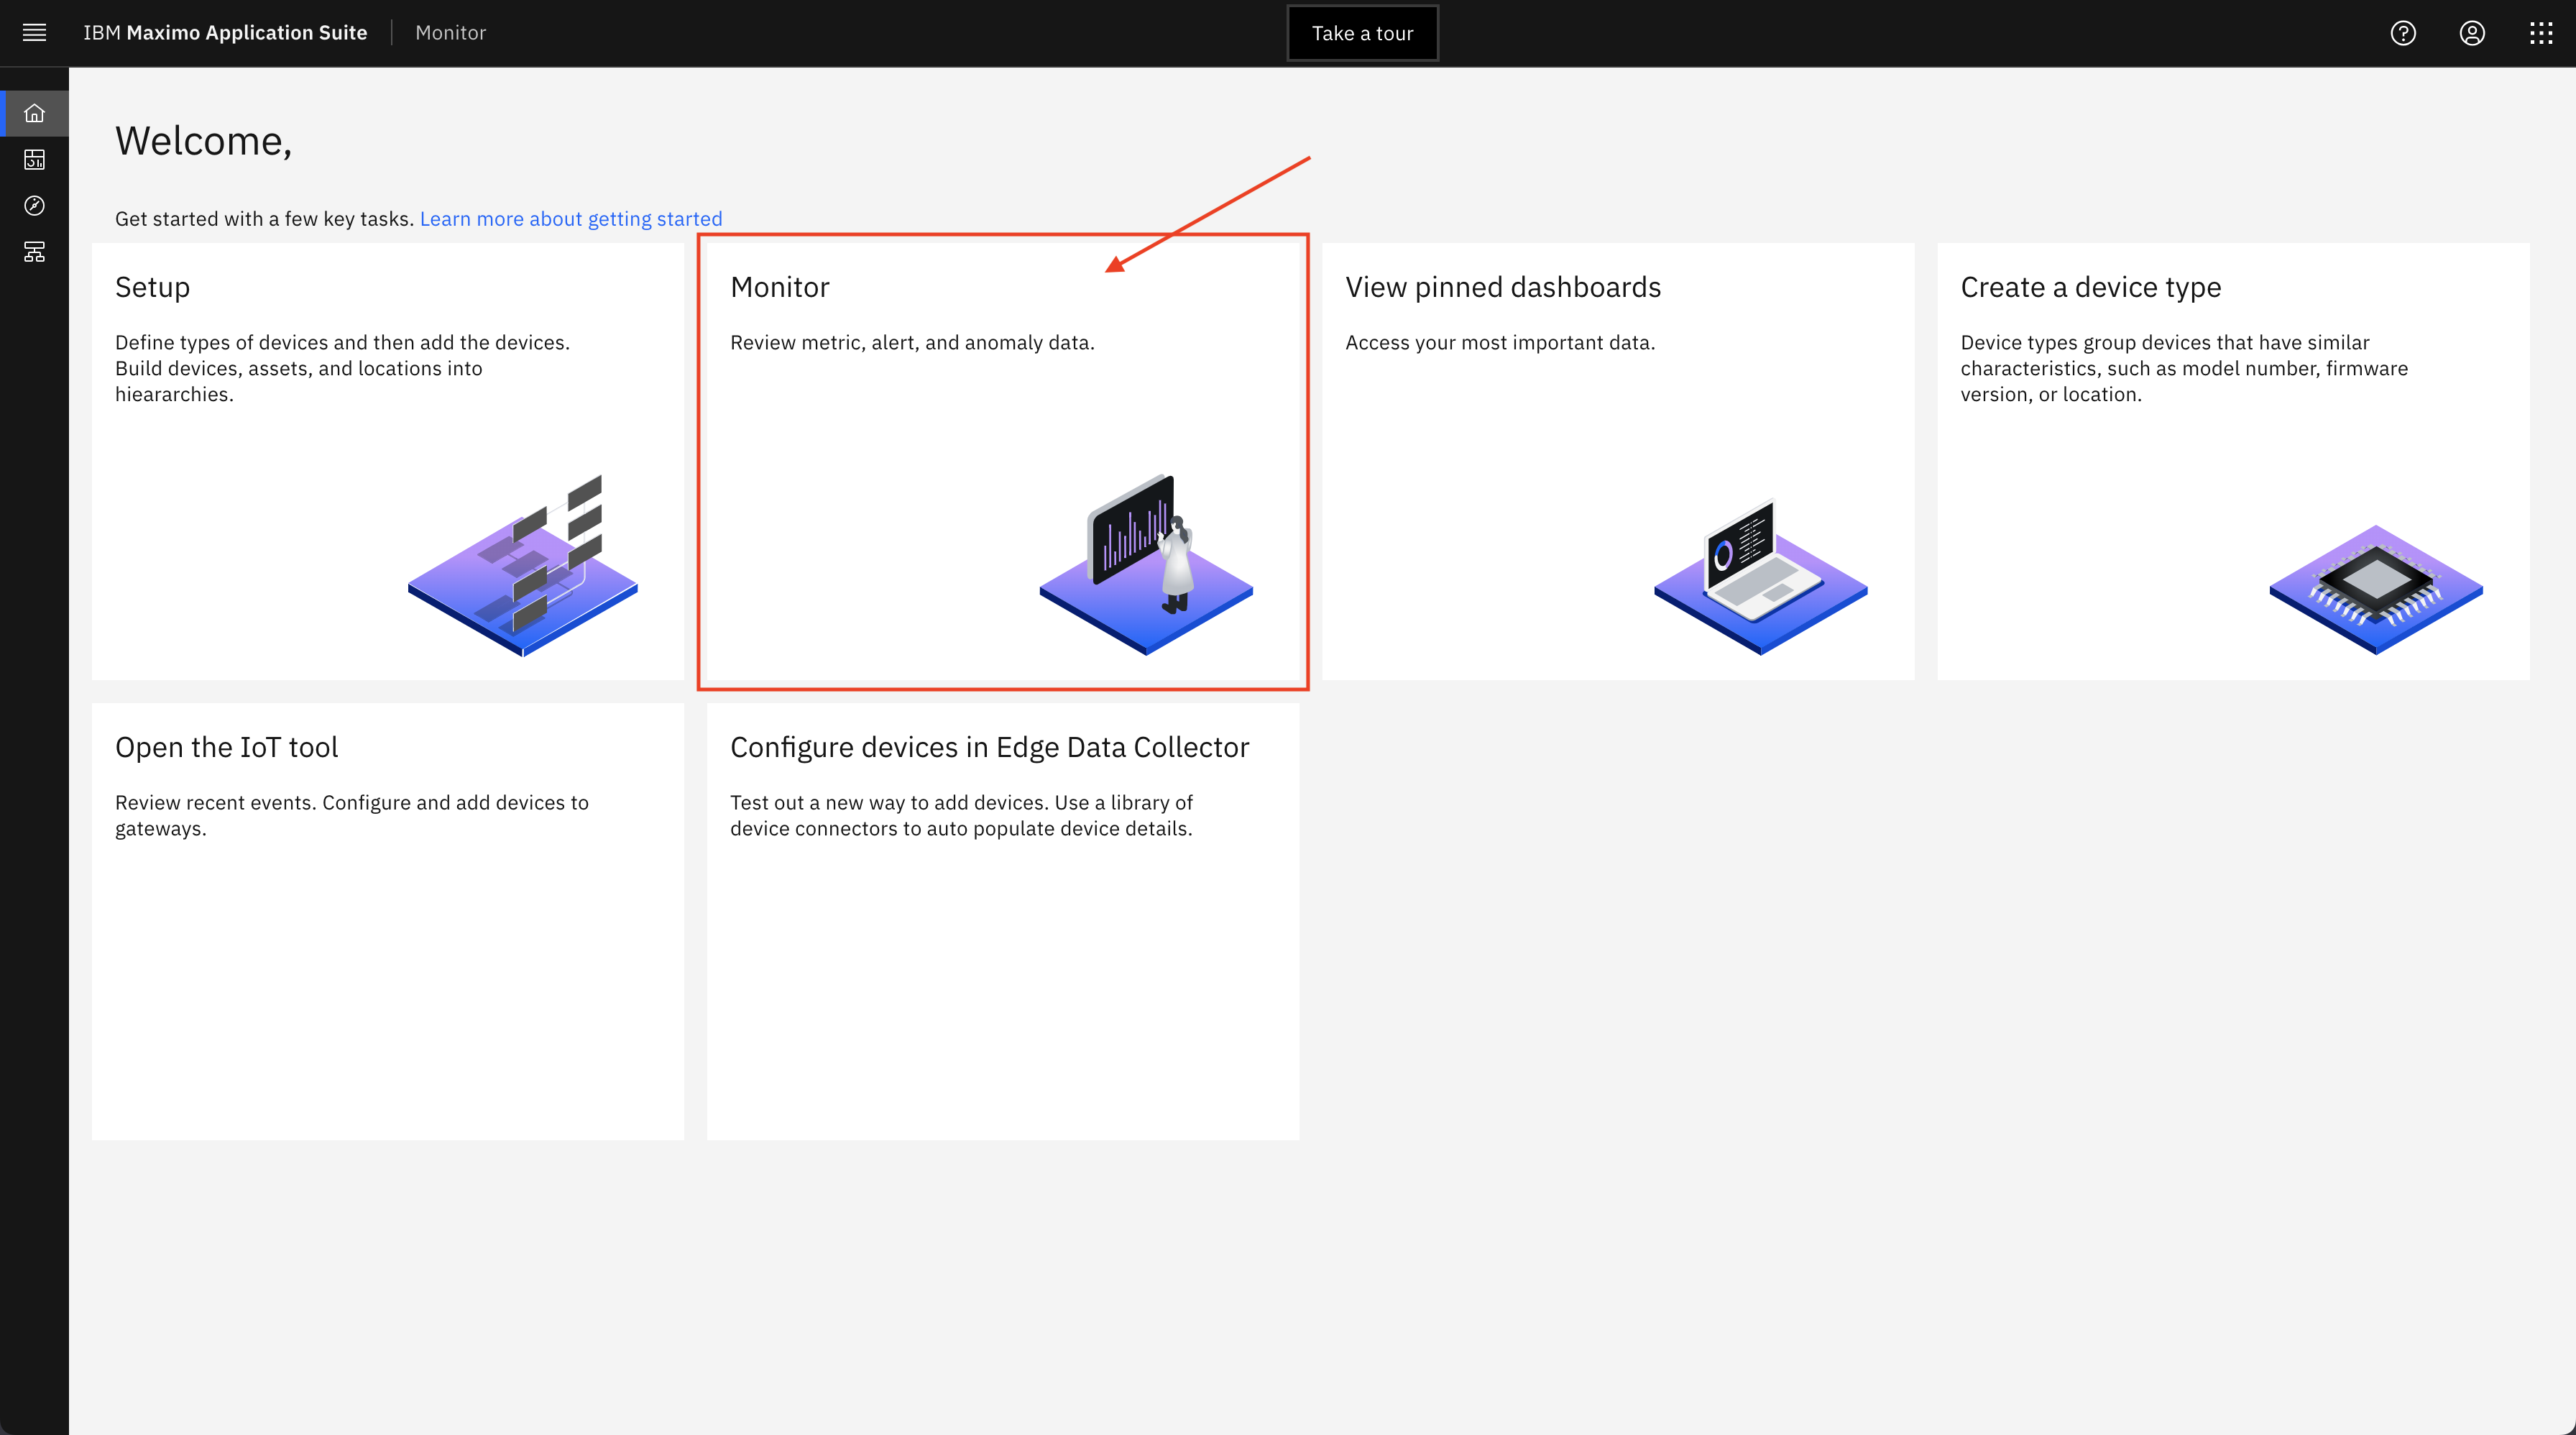 IBM Maximo Application Suite
Monitor
Take a tour
Welcome,
Get started with a few key tasks. Learn more about getting started
Setup
Define types of devices and then add the devices.
Build devices, assets, and locations into
hieararchies.
Monitor
Review metric, alert, and anomaly data.
View pinned dashboards
Access your most important data.
Create a device type
Device types group devices that have similar
characteristics, such as model number, firmware
version, or location.
Open the IoT tool
Review recent events. Configure and add devices to
gateways.
Configure devices in Edge Data Collector
Test out a new way to add devices. Use a library of
device connectors to auto populate device details.